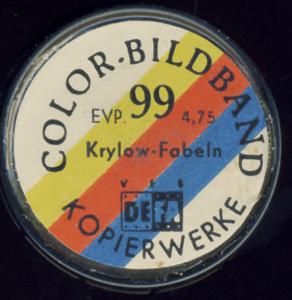 COLOR-BILDBAND
EVP. 99 4,75
Krylow-Fabeln
VEB
DEFA
KOPIERWERKE